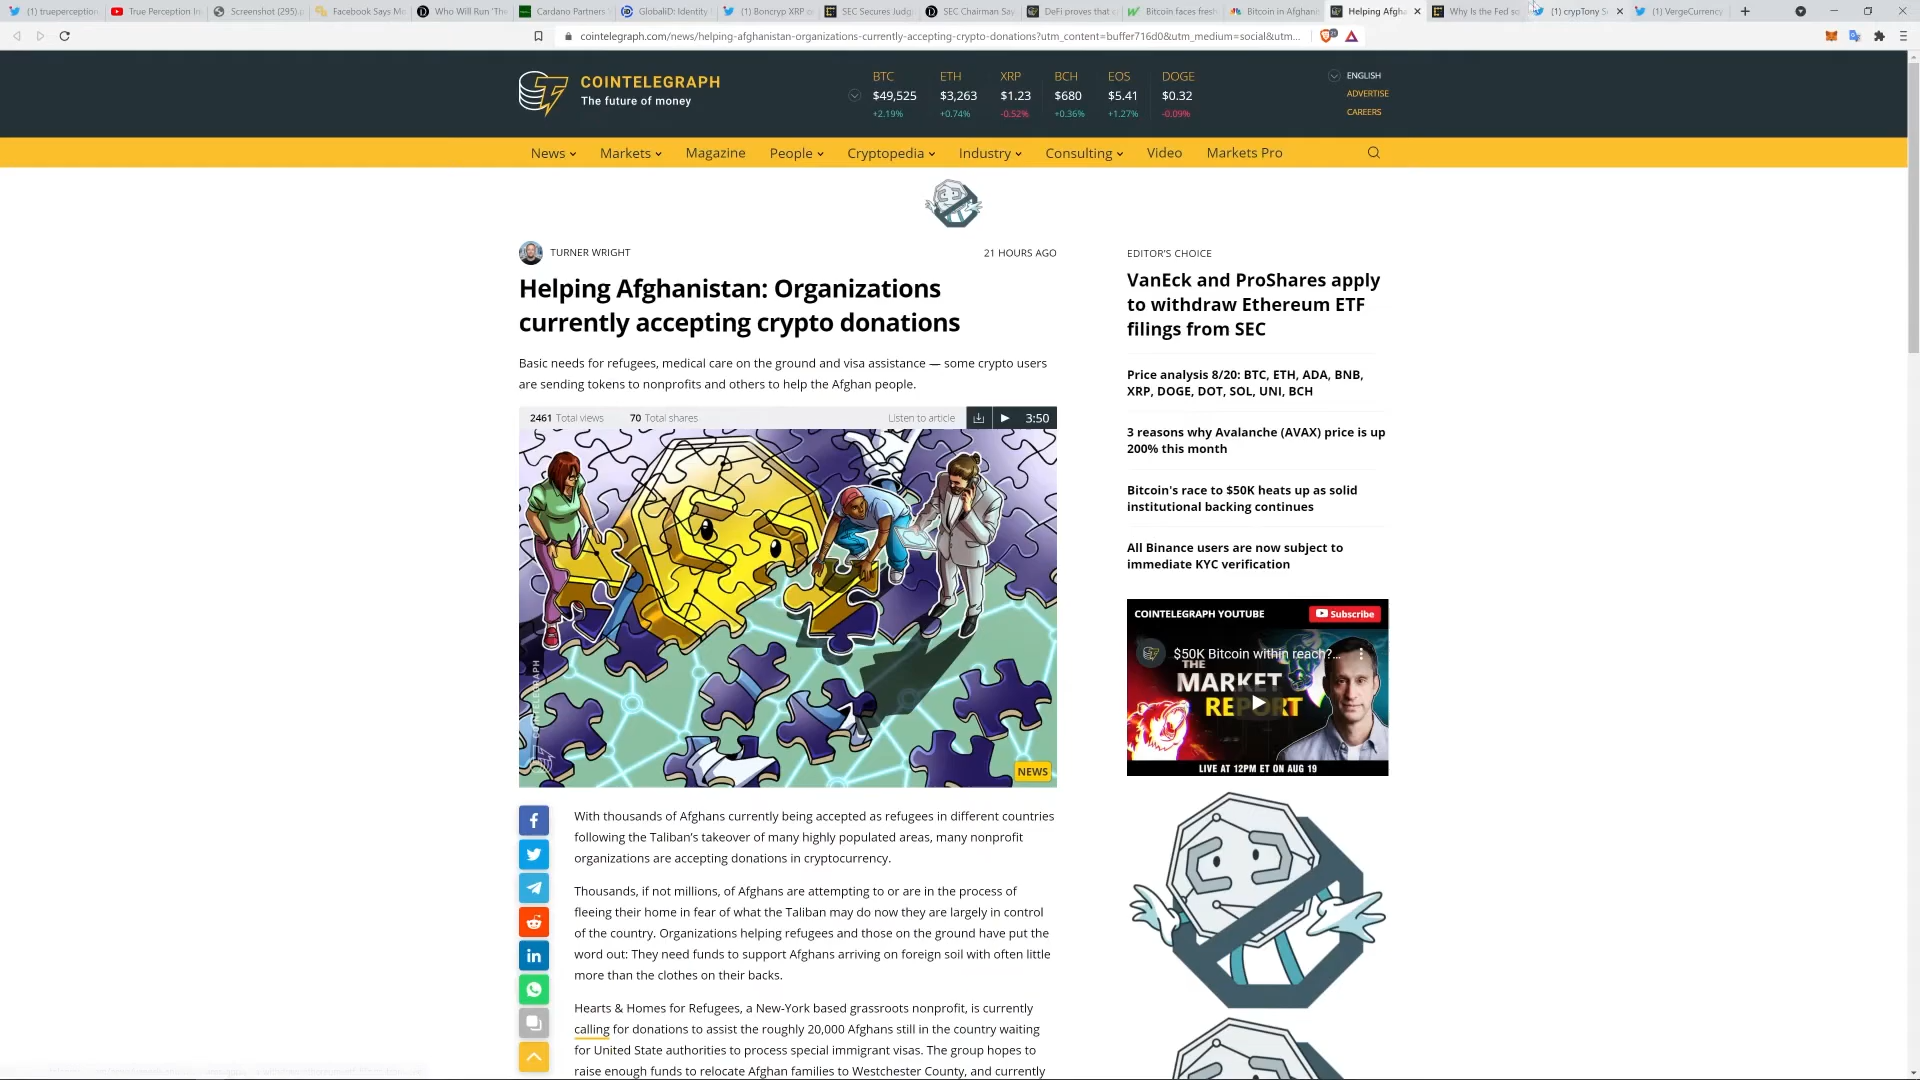 (1) trueperception
True Perception In
Screenshot (295).p
Facebook Says Me
Who Will Run 'The
Cardano Partners
GlobaliD: Identity
(1) Boncryp XRP
SEC Secures Judg
SEC Chairman Say
DeFi proves that
Bitcoin faces fresh
Bitcoin in Afghanis
Helping Afgha
Why Is the Fed so
(1) crypTony
(1) VergeCurrency
cointelegraph.com/news/helping-afghanistan-organizations-currently-accepting-crypto-donations?utm_content=buffer716d0&utm_medium=social&utm...
COINTELEGRAPH
The future of money
BTC
$49,525
+2.19%
ETH
$3,263
+0.74%
XRP
$1.23
-0.52%
BCH
$680
+0.36%
EOS
$5.41
+1.27%
DOGE
$0.32
-0.09%
ENGLISH
ADVERTISE
CAREERS
News Markets Magazine People Cryptopedia Industry Consulting Video Markets Pro
TURNER WRIGHT
21 HOURS AGO
Helping Afghanistan: Organizations
currently accepting crypto donations
Basic needs for refugees, medical care on the ground and visa assistance — some crypto users
are sending tokens to nonprofits and others to help the Afghan people.
2461 Total views 70 Total shares Listen to article 3:50
COINTELEGRAPH
NEWS
With thousands of Afghans currently being accepted as refugees in different countries
following the Taliban's takeover of many highly populated areas, many nonprofit
organizations are accepting donations in cryptocurrency.
Thousands, if not millions, of Afghans are attempting to or are in the process of
fleeing their home in fear of what the Taliban may do now they are largely in control
of the country. Organizations helping refugees and those on the ground have put the
word out: They need funds to support Afghans arriving on foreign soil with often little
more than the clothes on their backs.
Hearts & Homes for Refugees, a New-York based grassroots nonprofit, is currently
calling for donations to assist the roughly 20,000 Afghans still in the country waiting
for United State authorities to process special immigrant visas. The group hopes to
raise enough funds to relocate Afghan families to Westchester County, and currently
EDITOR'S CHOICE
VanEck and ProShares apply
to withdraw Ethereum ETF
filings from SEC
Price analysis 8/20: BTC, ETH, ADA, BNB,
XRP, DOGE, DOT, SOL, UNI, BCH
3 reasons why Avalanche (AVAX) price is up
200% this month
Bitcoin's race to $50K heats up as solid
institutional backing continues
All Binance users are now subject to
immediate KYC verification
COINTELEGRAPH YOUTUBE
Subscribe
$50K Bitcoin within reach?...
THE
MARKET
REPORT
LIVE AT 12PM ET ON AUG 19